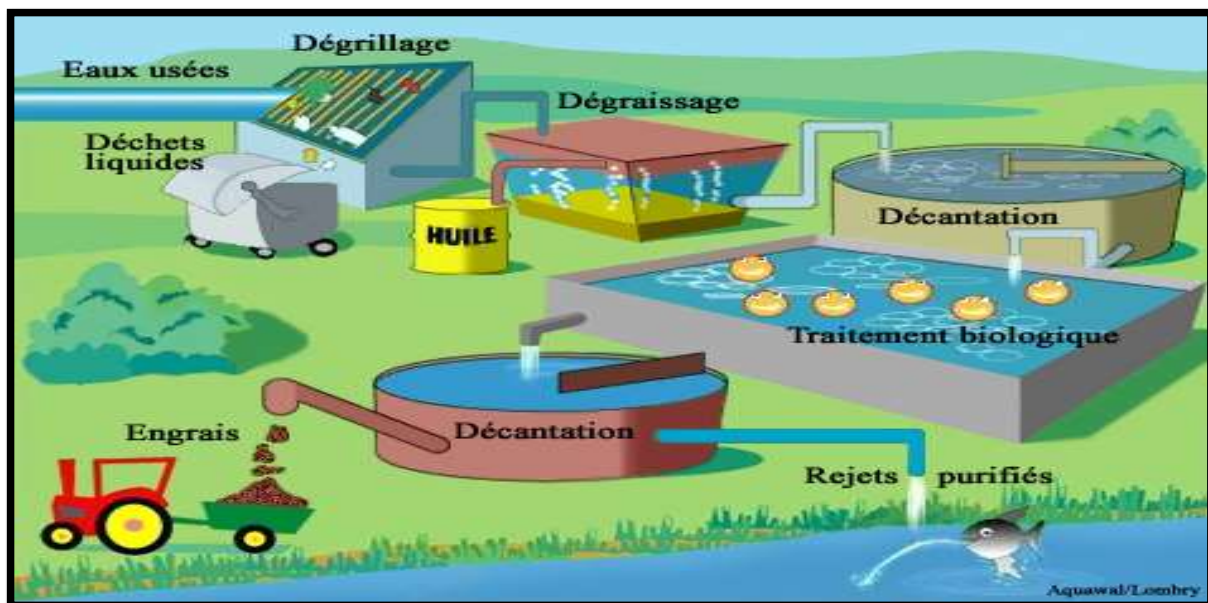 Dégrillage
Eaux usées
Dégraissage
Déchets
liquides
Décantation
HUILE
Traitement biologique
Engrais
Décantation
Rejets purifiés
Aquawal/Lombry